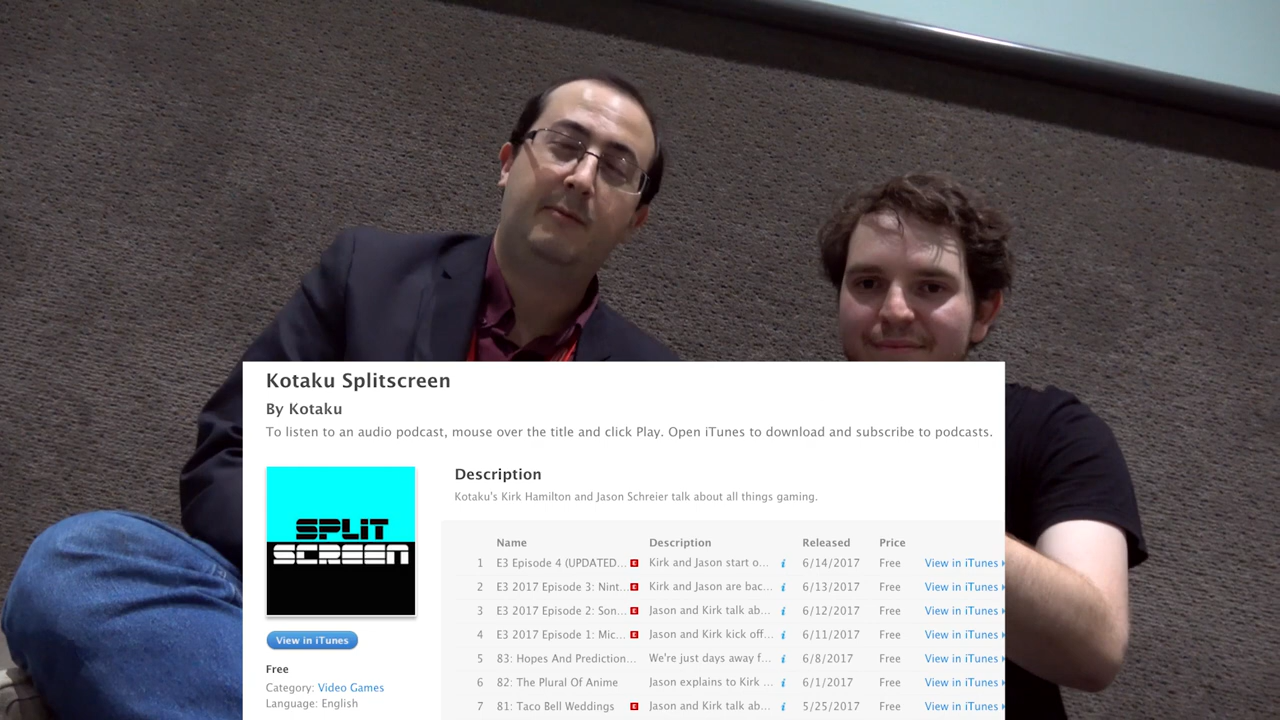 Kotaku Splitscreen
By Kotaku
To listen to an audio podcast, mouse over the title and click Play. Open iTunes to download and subscribe to podcasts.
SPLIT
SCREEN
View in iTunes
Free
Category: Video Games
Language: English
Description
Kotaku's Kirk Hamilton and Jason Schreier talk about all things gaming.
Name Description Released Price
1 E3 Episode 4 (UPDATED... E Kirk and Jason start o... i 6/14/2017 Free View in iTunes
2 E3 2017 Episode 3: Nint... E Kirk and Jason are bac... i 6/13/2017 Free View in iTunes
3 E3 2017 Episode 2: Son... E Jason and Kirk talk ab... i 6/12/2017 Free View in iTunes
4 E3 2017 Episode 1: Mic... E Jason and Kirk kick off... i 6/11/2017 Free View in iTunes
5 83: Hopes And Prediction... We're just days away f... i 6/8/2017 Free View in iTunes
6 82: The Plural Of Anime Jason explains to Kirk ... i 6/1/2017 Free View in iTunes
7 81: Taco Bell Weddings E Jason and Kirk talk ab... i 5/25/2017 Free View in iTunes